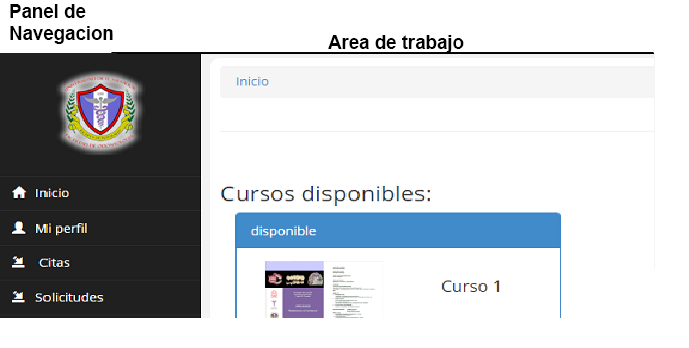 Panel de
Navegacion
Area de trabajo
Inicio
Inicio
Mi perfil
Citas
Solicitudes
Cursos disponibles:
disponible
Curso 1